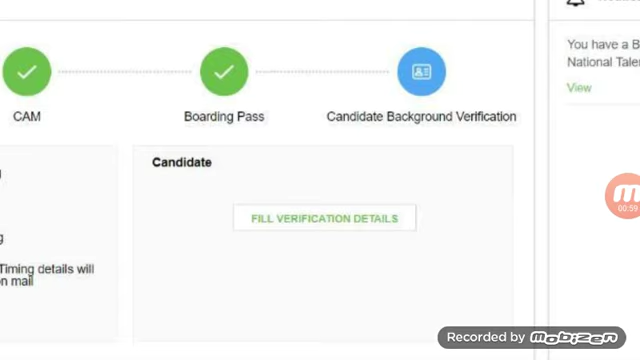 You have a B
National Tale
View
CAM
Boarding Pass
Candidate Background Verification
Candidate
FILL VERIFICATION DETAILS
Timing details will
n mail
00:59
Recorded by mobizen